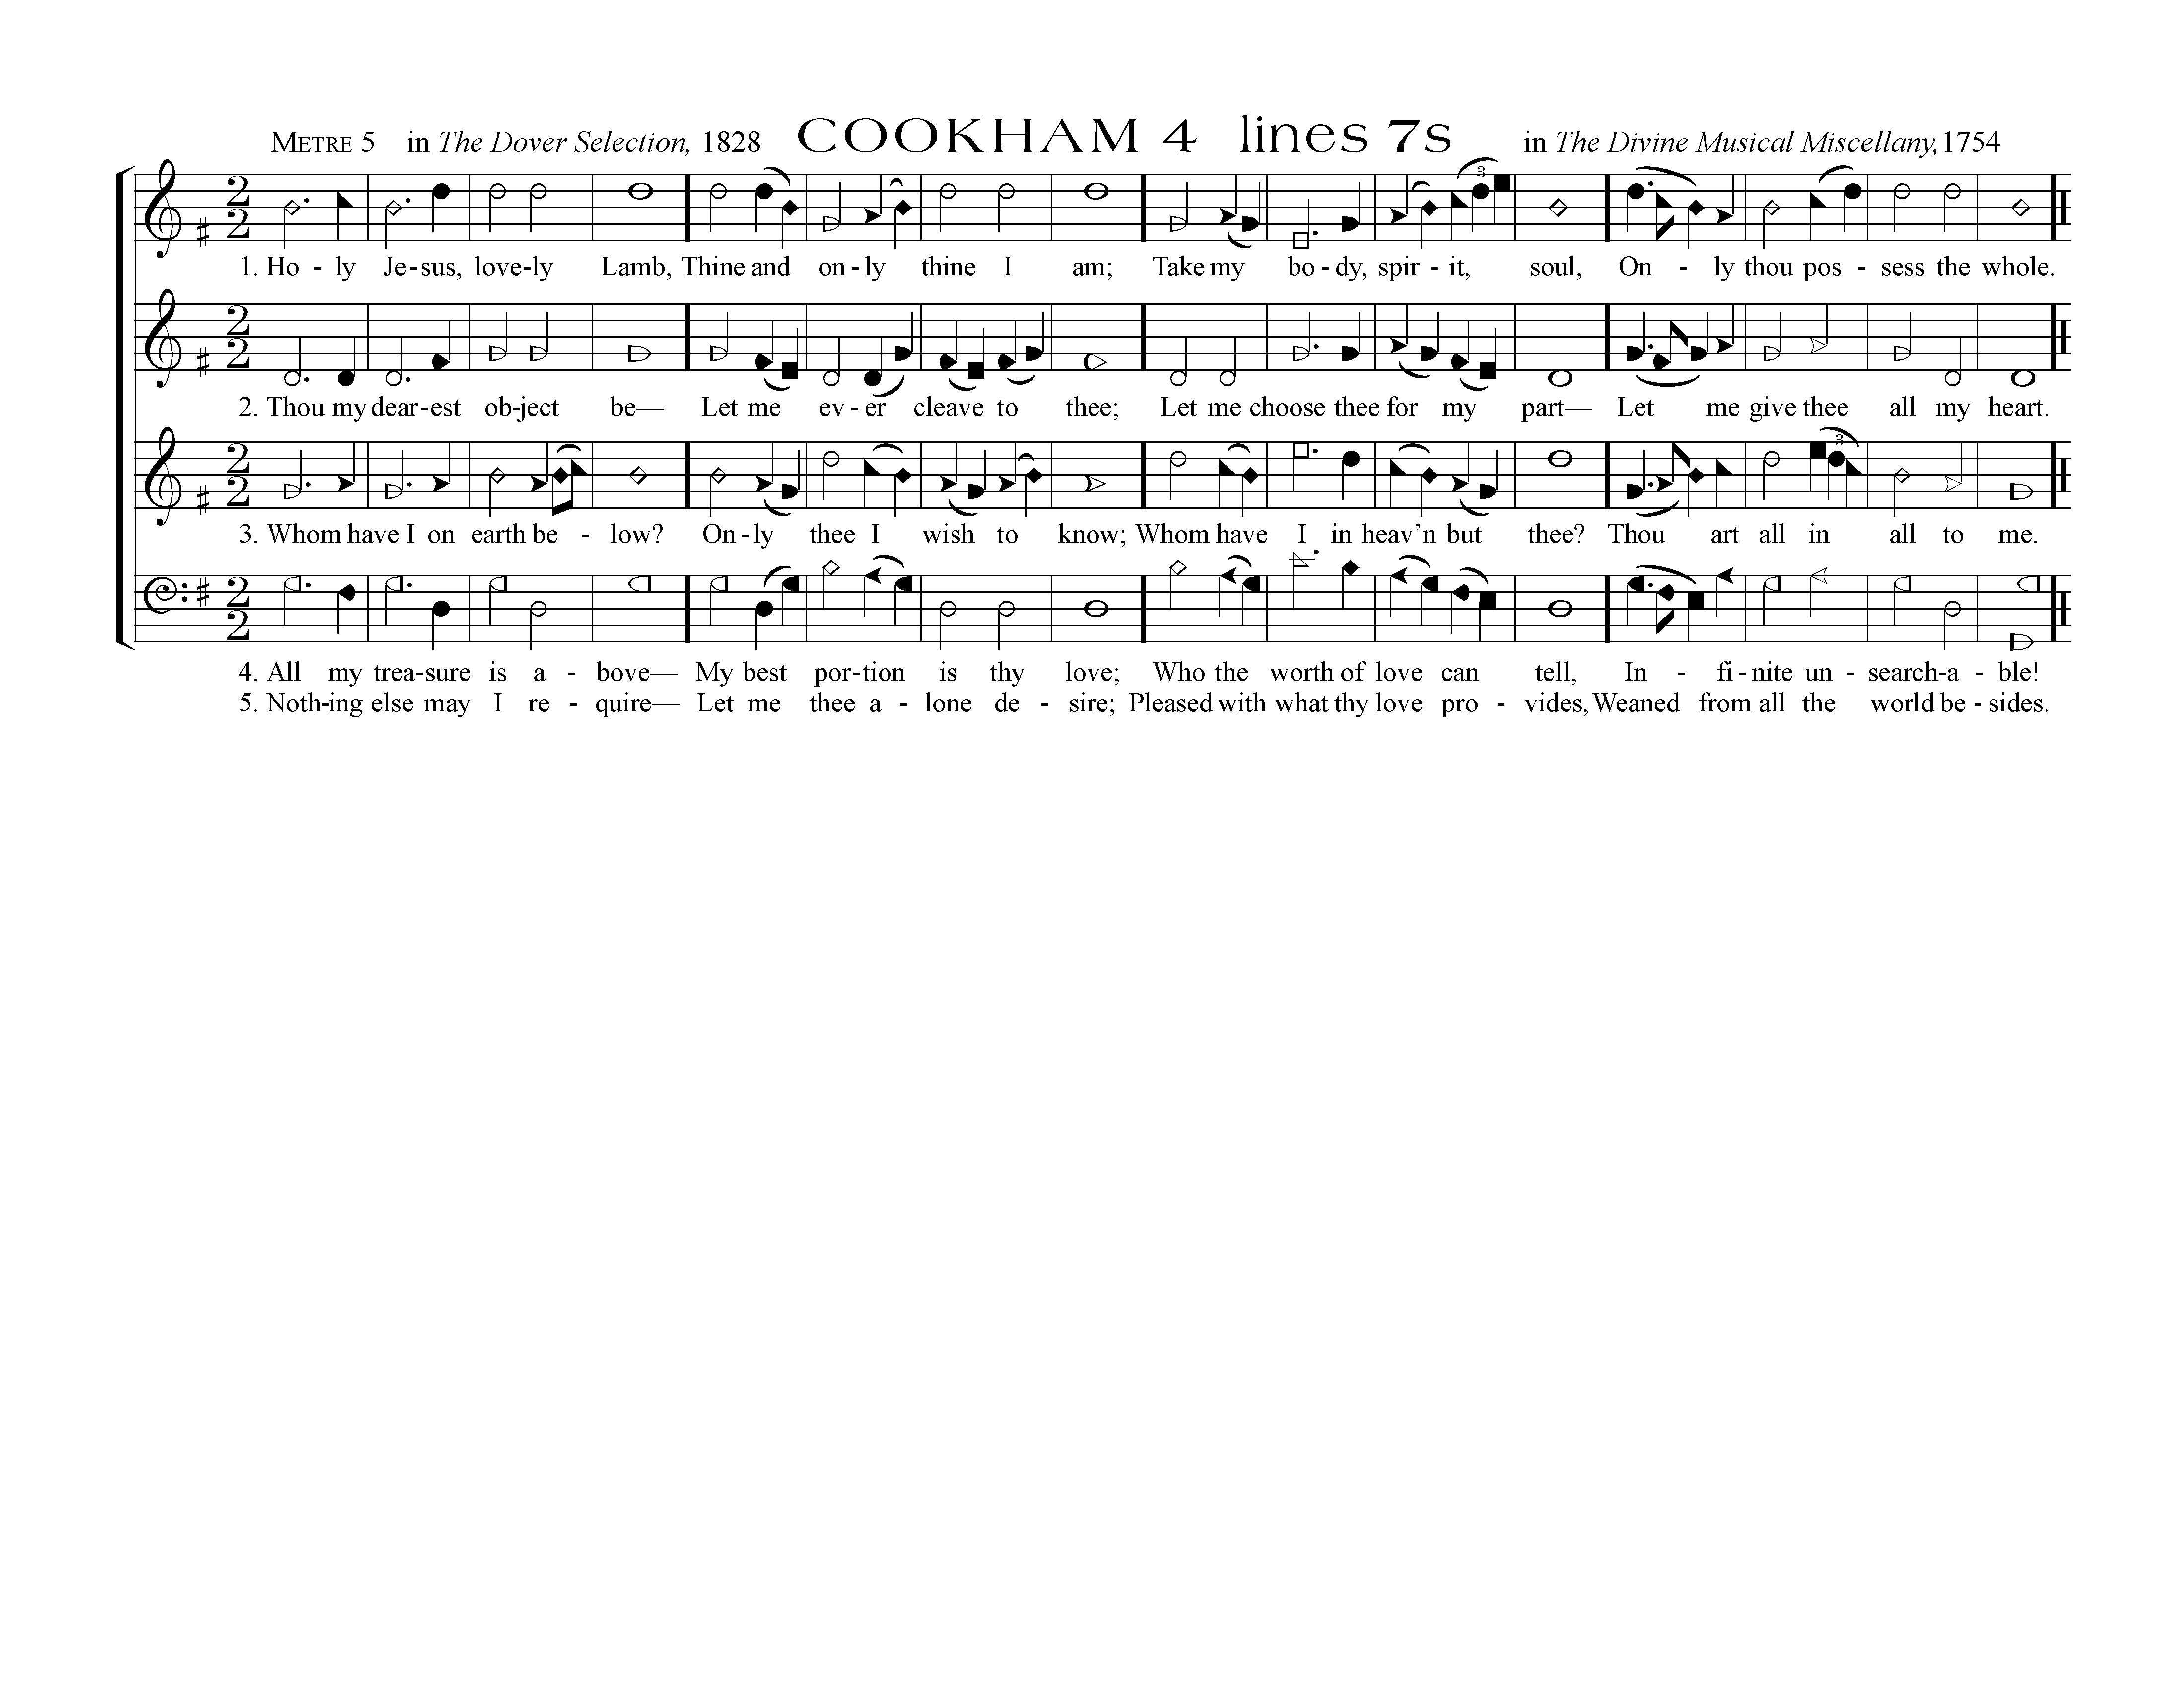 METRE 5 in The Dover Selection, 1828 COOKHAM 4 lines 7s in The Divine Musical Miscellany, 1754
1. Ho - ly Je - sus, love - ly Lamb, Thine and on - ly thine I am; Take my bo - dy, spir - it, soul, On - ly thou pos - sess the whole.
2. Thou my dear - est ob - ject be— Let me ev - er cleave to thee; Let me choose thee for my part— Let me give thee all my heart.
3. Whom have I on earth be - low? On - ly thee I wish to know; Whom have I in heav’n but thee? Thou art all in all to me.
4. All my trea - sure is a - bove— My best por - tion is thy love; Who the worth of love can tell, In - fi - nite un - search - a - ble!
5. Noth - ing else may I re - quire— Let me thee a - lone de - sire; Pleased with what thy love pro - vides, Weaned from all the world be - sides.